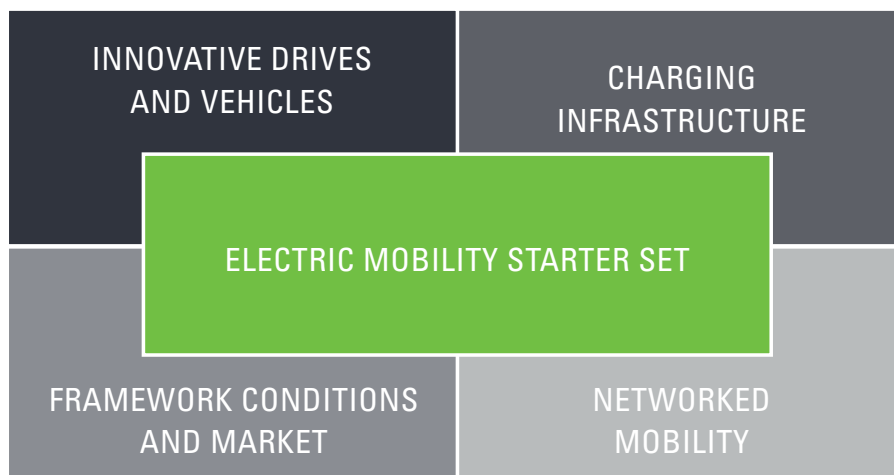 INNOVATIVE DRIVES
AND VEHICLES
CHARGING
INFRASTRUCTURE
ELECTRIC MOBILITY STARTER SET
FRAMEWORK CONDITIONS
AND MARKET
NETWORKED
MOBILITY